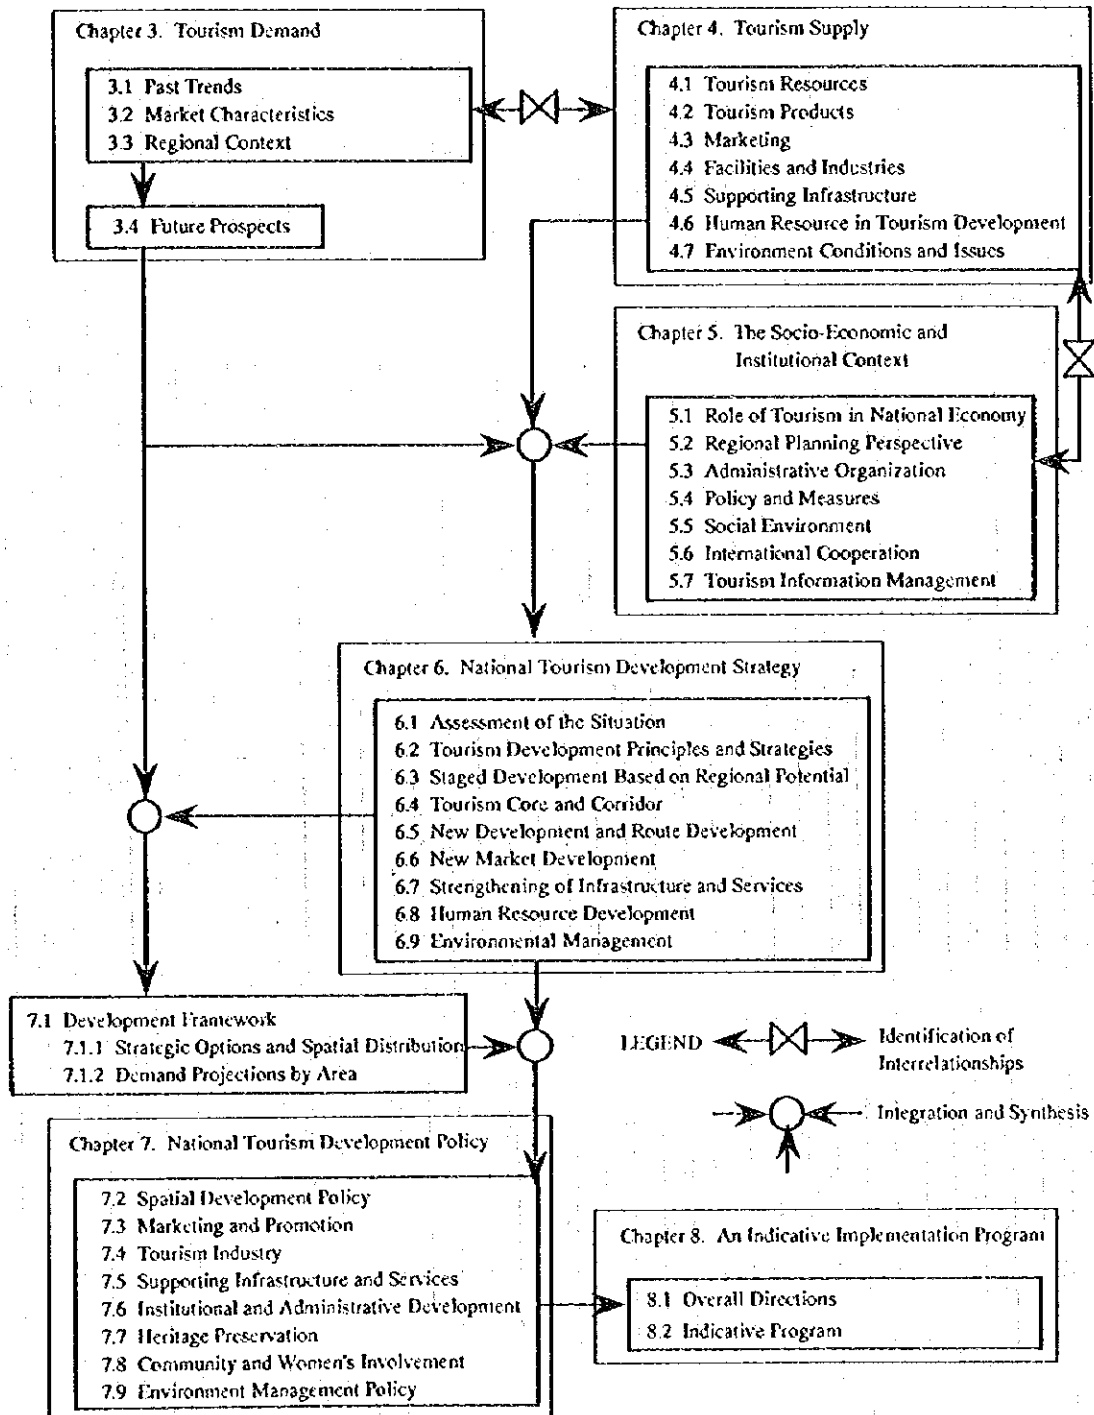 Chapter 3. Tourism Demand
3.1 Past Trends
3.2 Market Characteristics
3.3 Regional Context
3.4 Future Prospects
Chapter 4. Tourism Supply
4.1 Tourism Resources
4.2 Tourism Products
4.3 Marketing
4.4 Facilities and Industries
4.5 Supporting Infrastructure
4.6 Human Resource in Tourism Development
4.7 Environment Conditions and Issues
Chapter 5. The Socio-Economic and
Institutional Context
5.1 Role of Tourism in National Economy
5.2 Regional Planning Perspective
5.3 Administrative Organization
5.4 Policy and Measures
5.5 Social Environment
5.6 International Cooperation
5.7 Tourism Information Management
Chapter 6. National Tourism Development Strategy
6.1 Assessment of the Situation
6.2 Tourism Development Principles and Strategies
6.3 Staged Development Based on Regional Potential
6.4 Tourism Core and Corridor
6.5 New Development and Route Development
6.6 New Market Development
6.7 Strengthening of Infrastructure and Services
6.8 Human Resource Development
6.9 Environmental Management
7.1 Development Framework
7.1.1 Strategic Options and Spatial Distribution
7.1.2 Demand Projections by Area
LEGEND
Identification of
Interrelationships
Integration and Synthesis
Chapter 7. National Tourism Development Policy
7.2 Spatial Development Policy
7.3 Marketing and Promotion
7.4 Tourism Industry
7.5 Supporting Infrastructure and Services
7.6 Institutional and Administrative Development
7.7 Heritage Preservation
7.8 Community and Women's Involvement
7.9 Environment Management Policy
Chapter 8. An Indicative Implementation Program
8.1 Overall Directions
8.2 Indicative Program